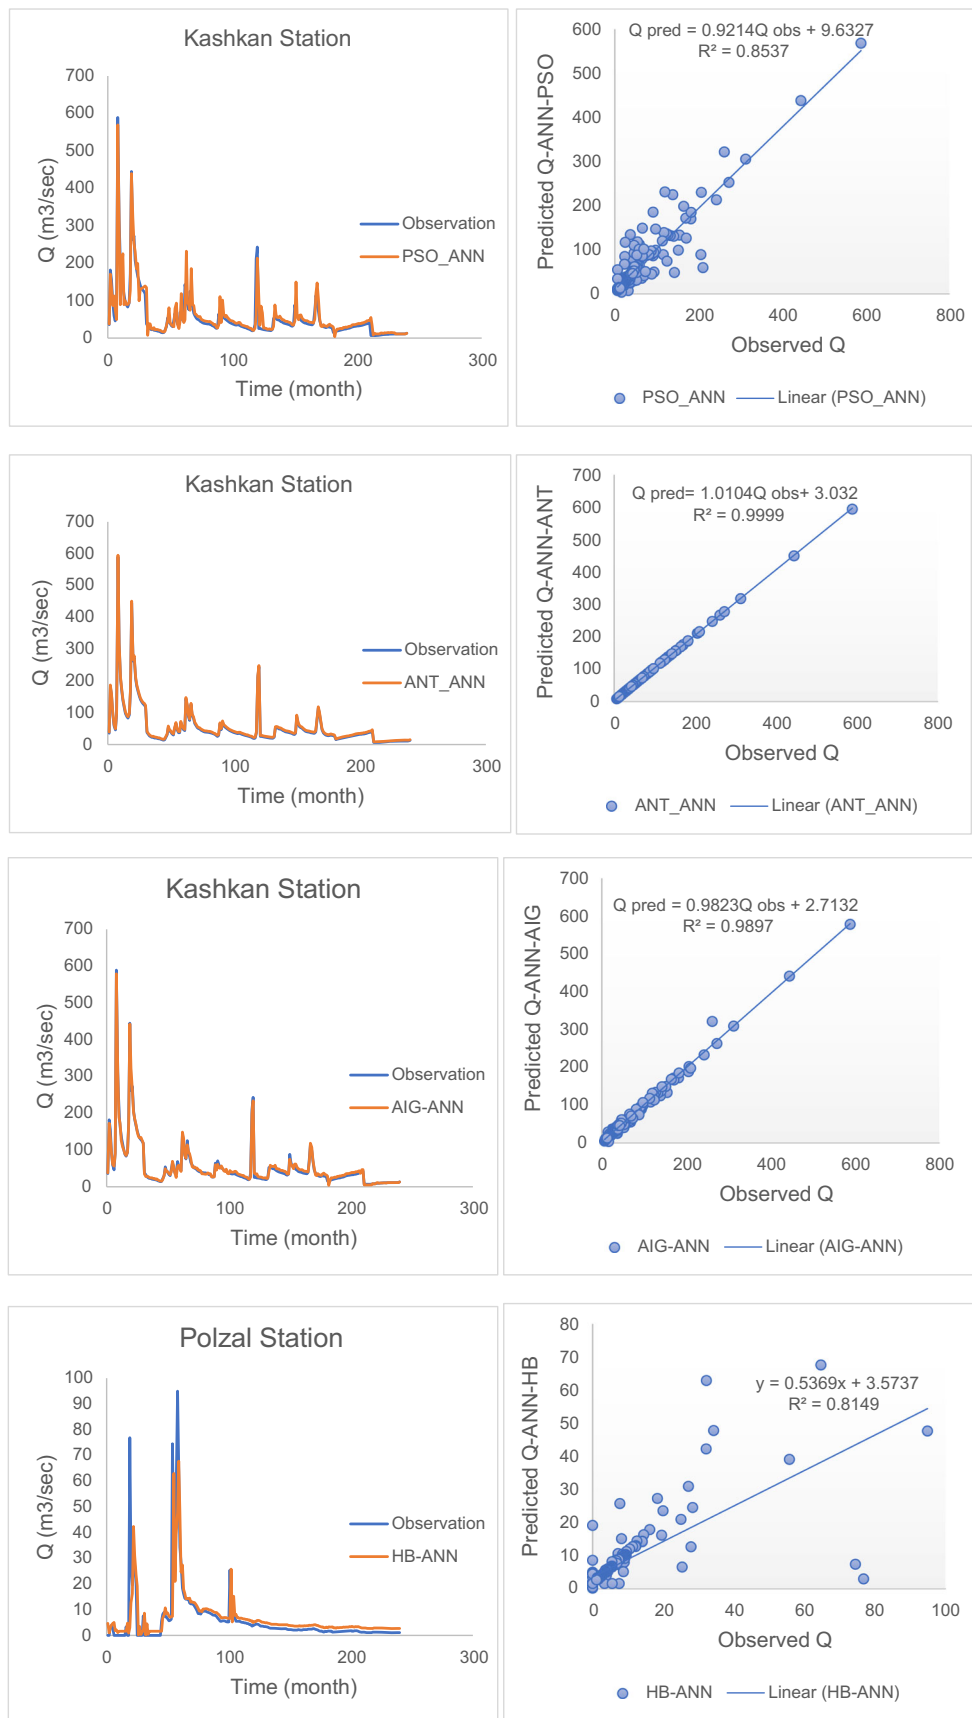 Kashkan Station
700
600
500
400
300
200
100
0
0 100 200 300
Q (m3/sec)
Time (month)
Observation
PSO_ANN
Q pred = 0.9214Q obs + 9.6327
R² = 0.8537
600
500
400
300
200
100
0
0 200 400 600 800
Predicted Q-ANN-PSO
Observed Q
PSO_ANN Linear (PSO_ANN)
Kashkan Station
700
600
500
400
300
200
100
0
0 100 200 300
Q (m3/sec)
Time (month)
Observation
ANT_ANN
Q pred= 1.0104Q obs+ 3.032
R² = 0.9999
700
600
500
400
300
200
100
0
0 200 400 600 800
Predicted Q-ANN-ANT
Observed Q
ANT_ANN Linear (ANT_ANN)
Kashkan Station
700
600
500
400
300
200
100
0
0 100 200 300
Q (m3/sec)
Time (month)
Observation
AIG-ANN
Q pred = 0.9823Q obs + 2.7132
R² = 0.9897
700
600
500
400
300
200
100
0
0 200 400 600 800
Predicted Q-ANN-AIG
Observed Q
AIG-ANN Linear (AIG-ANN)
Polzal Station
100
90
80
70
60
50
40
30
20
10
0
0 100 200 300
Q (m3/sec)
Time (month)
Observation
HB-ANN
y = 0.5369x + 3.5737
R² = 0.8149
80
70
60
50
40
30
20
10
0
0 20 40 60 80 100
Predicted Q-ANN-HB
Observed Q
HB-ANN Linear (HB-ANN)